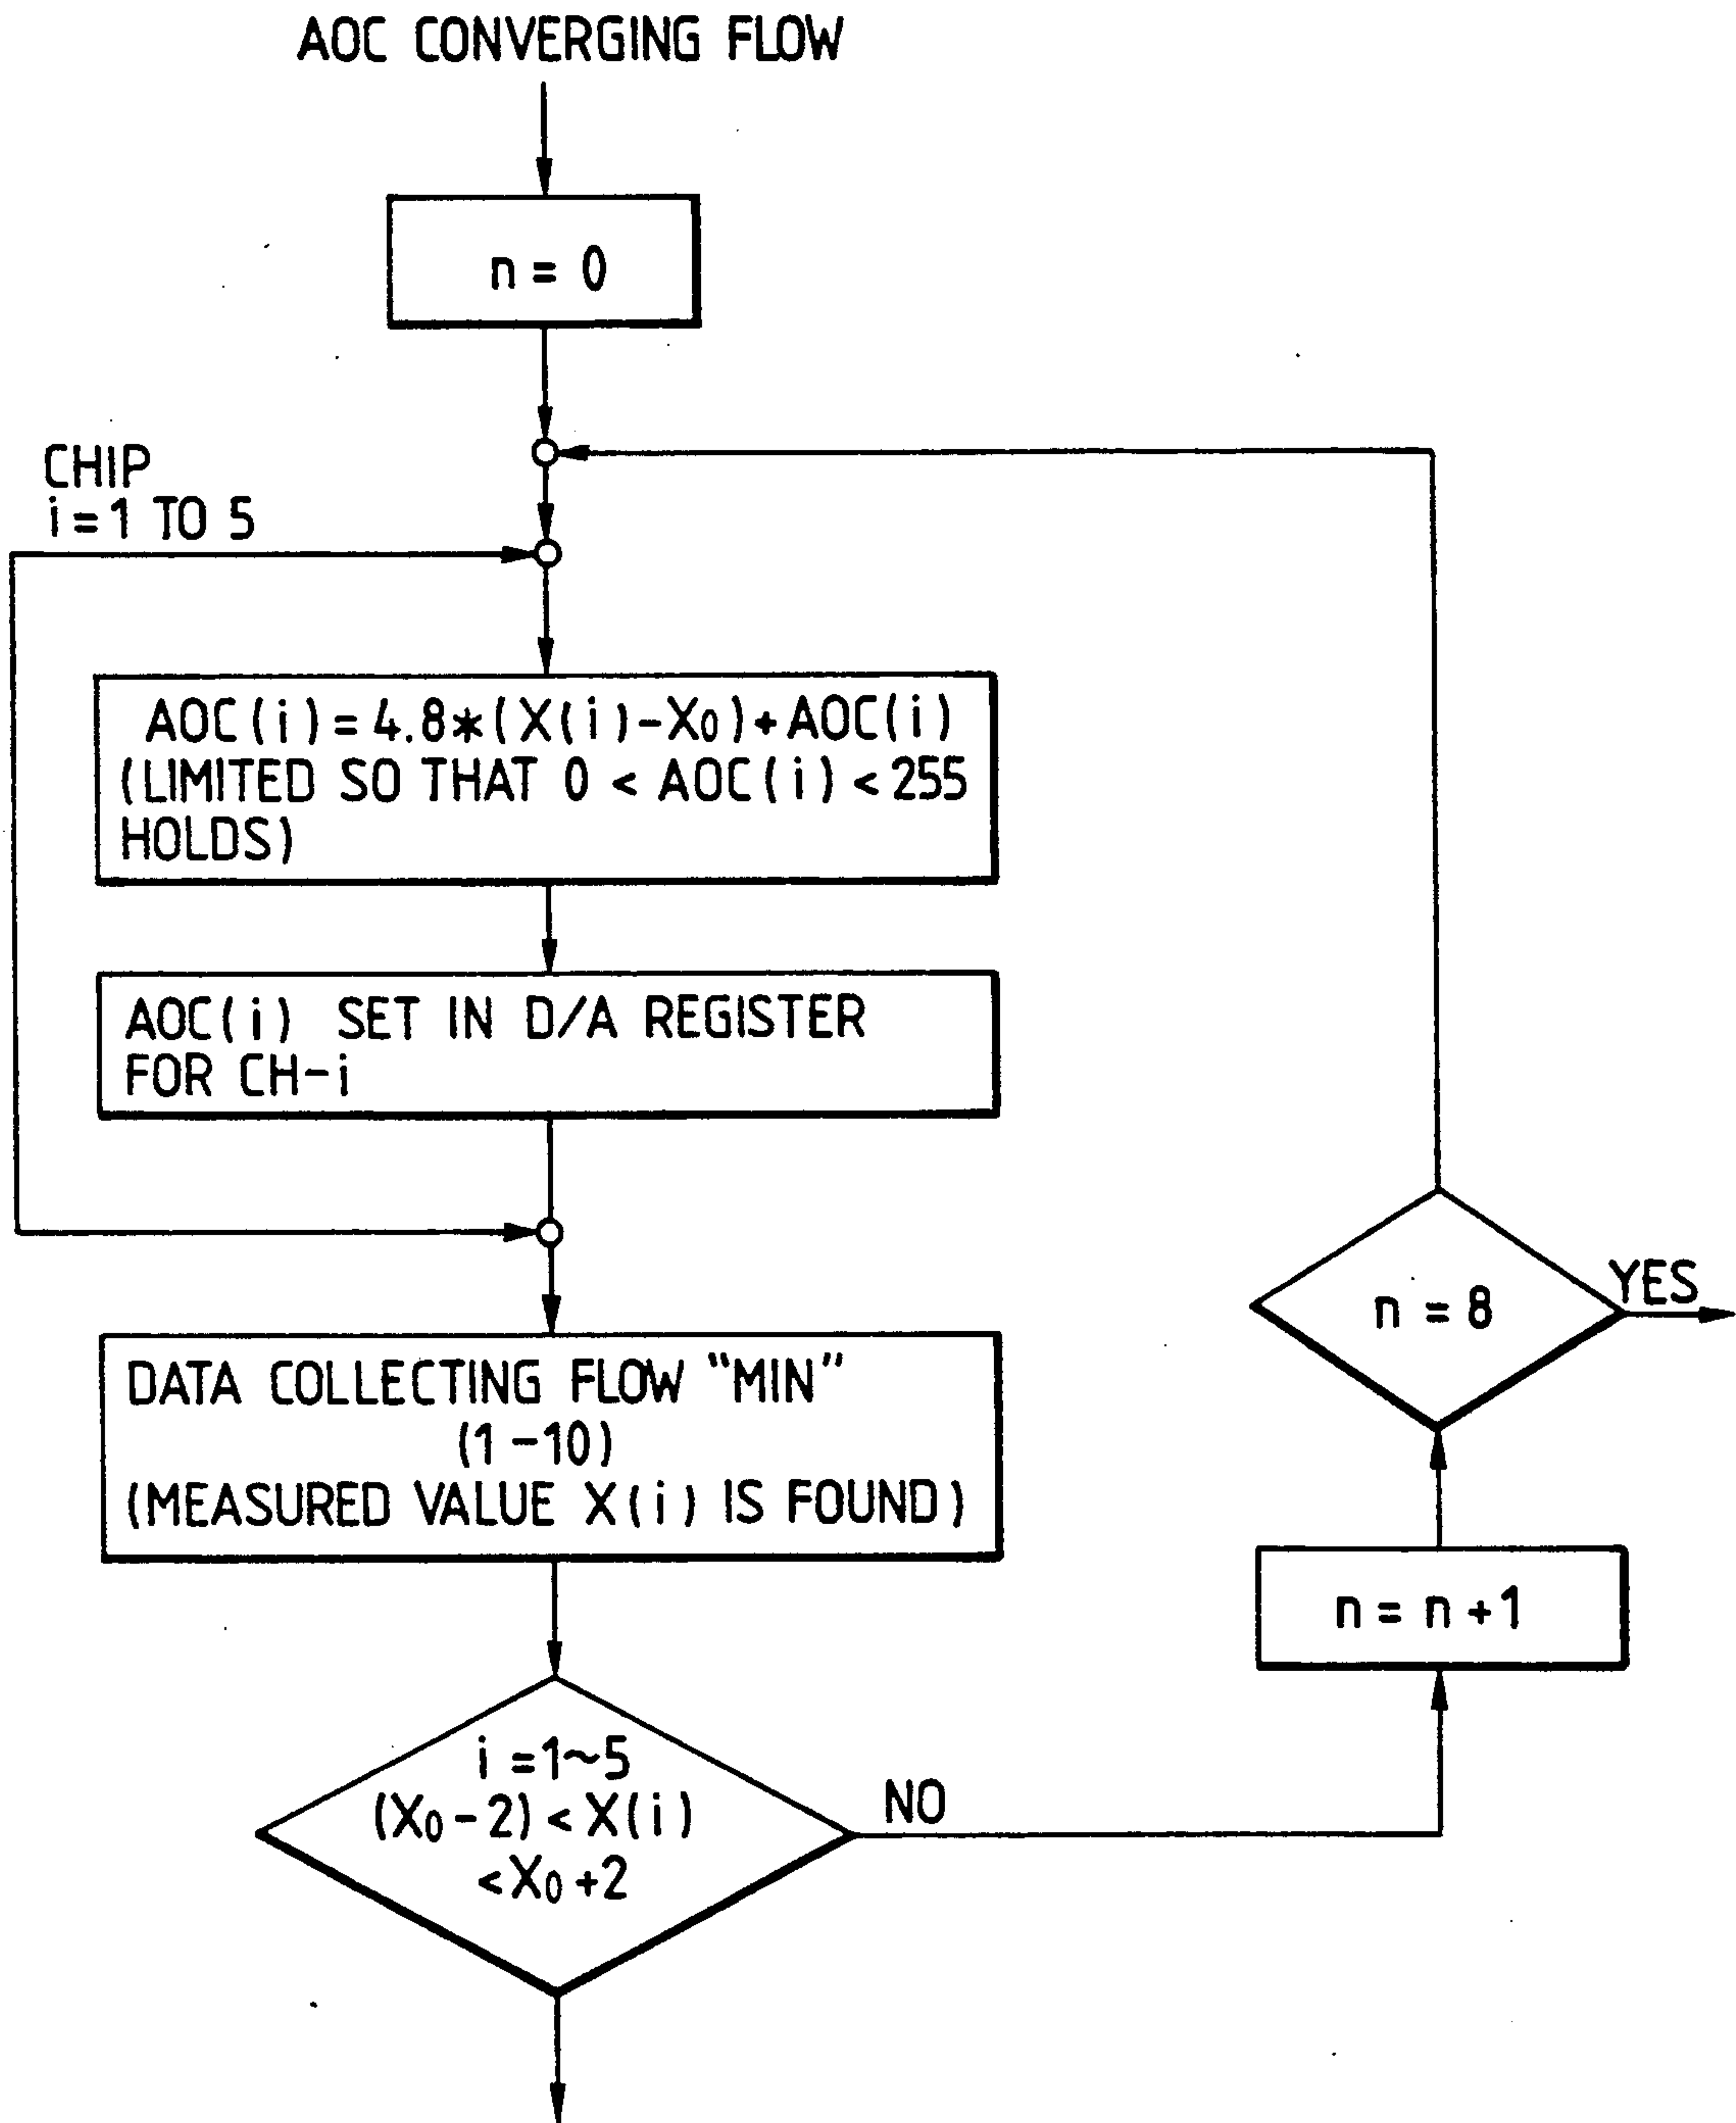 AOC CONVERGING FLOW
n = 0
CHIP
i = 1 TO 5
AOC(i) = 4.8*(X(i)-X0)+AOC(i)
(LIMITED SO THAT 0 < AOC(i) < 255
HOLDS)
AOC(i) SET IN D/A REGISTER
FOR CH-i
DATA COLLECTING FLOW "MIN"
(1-10)
(MEASURED VALUE X(i) IS FOUND)
i = 1~5
(X0-2) < X(i)
< X0+2
NO
n = n+1
n = 8
YES